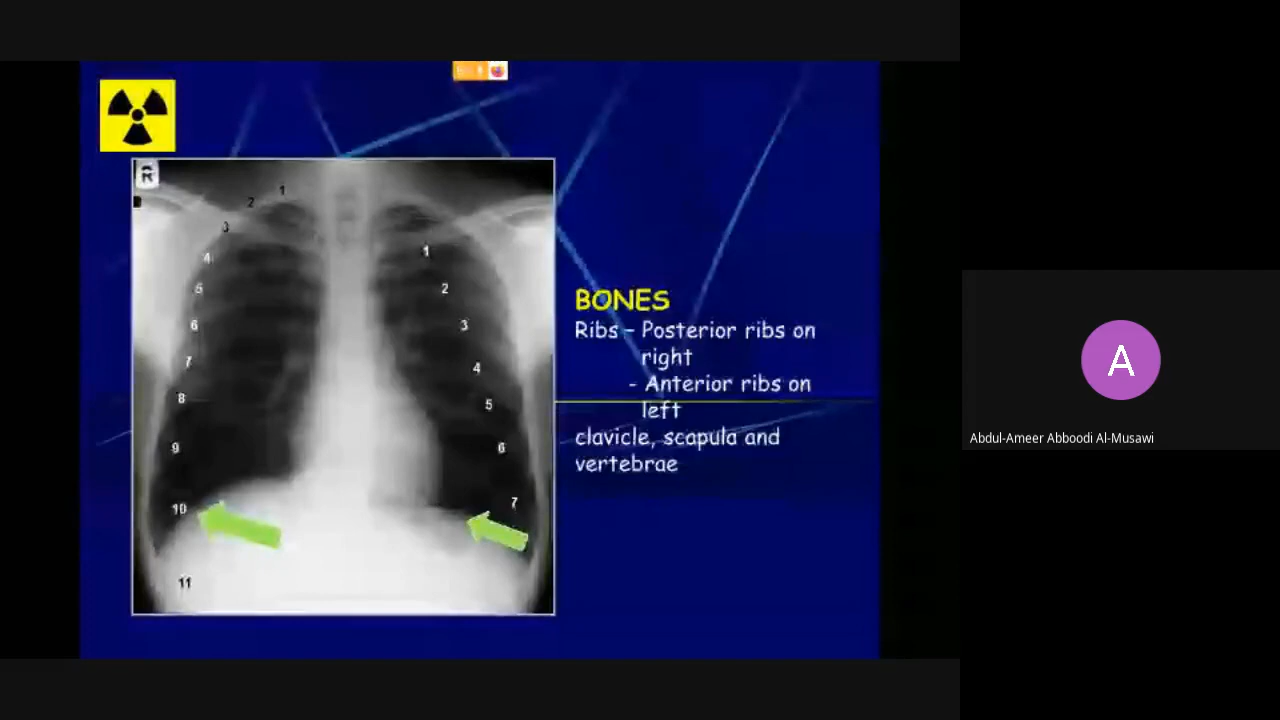 R
1
2
3
4
5
6
7
8
9
10
11
1
2
3
4
5
6
7
BONES
Ribs - Posterior ribs on
right
- Anterior ribs on
left
clavicle, scapula and
vertebrae
A
Abdul-Ameer Abboodi Al-Musawi